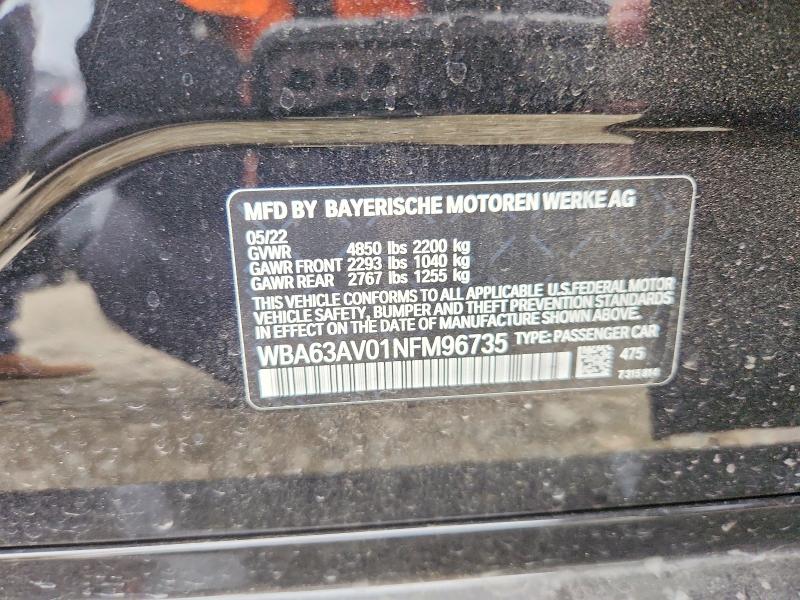 MFD BY BAYERISCHE MOTOREN WERKE AG
05/22
GVWR 4850 lbs 2200 kg
GAWR FRONT 2293 lbs 1040 kg
GAWR REAR 2767 lbs 1255 kg
THIS VEHICLE CONFORMS TO ALL APPLICABLE U.S.FEDERAL MOTOR
VEHICLE SAFETY, BUMPER AND THEFT PREVENTION STANDARDS
IN EFFECT ON THE DATE OF MANUFACTURE SHOWN ABOVE.
WBA63AV01NFM96735 TYPE: PASSENGER CAR
475
7315814